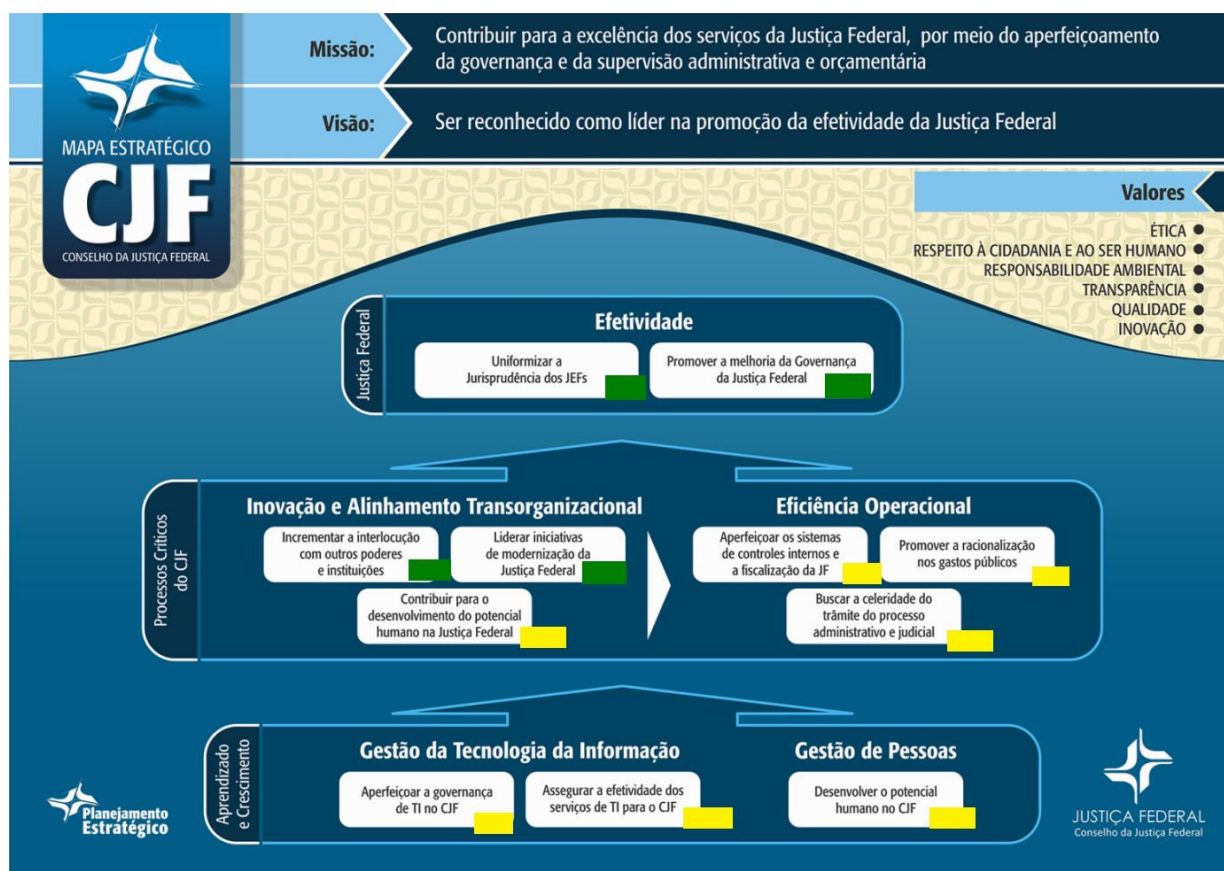 MAPA ESTRATÉGICO
CJF
CONSELHO DA JUSTIÇA FEDERAL
Missão:
Contribuir para a excelência dos serviços da Justiça Federal, por meio do aperfeiçoamento
da governança e da supervisão administrativa e orçamentária
Visão:
Ser reconhecido como líder na promoção da efetividade da Justiça Federal
Valores
ÉTICA
RESPEITO À CIDADANIA E AO SER HUMANO
RESPONSABILIDADE AMBIENTAL
TRANSPARÊNCIA
QUALIDADE
INOVAÇÃO
Justiça Federal
Efetividade
Uniformizar a
Jurisprudência dos JEFs
Promover a melhoria da Governança
da Justiça Federal
Processos Críticos
do CJF
Inovação e Alinhamento Transorganizacional
Incrementar a interlocução
com outros poderes
e instituições
Liderar iniciativas
de modernização da
Justiça Federal
Contribuir para o
desenvolvimento do potencial
humano na Justiça Federal
Eficiência Operacional
Aperfeiçoar os sistemas
de controles internos e
a fiscalização da JF
Promover a racionalização
nos gastos públicos
Buscar a celeridade do
trâmite do processo
administrativo e judicial
Aprendizado
e Crescimento
Gestão da Tecnologia da Informação
Aperfeiçoar a governança
de TI no CJF
Assegurar a efetividade dos
serviços de TI para o CJF
Gestão de Pessoas
Desenvolver o potencial
humano no CJF
Planejamento
Estratégico
JUSTIÇA FEDERAL
Conselho da Justiça Federal